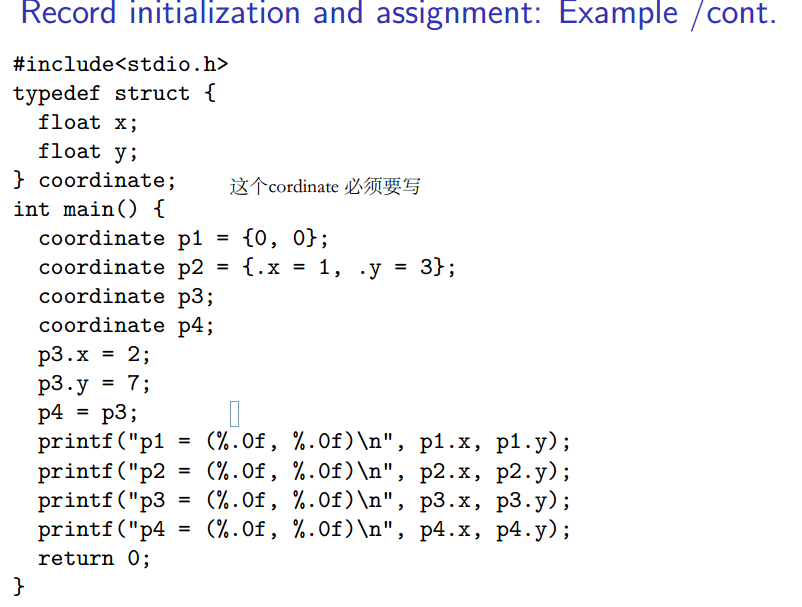 Record initialization and assignment: Example /cont.
#include<stdio.h>
typedef struct {
  float x;
  float y;
} coordinate;
这个cordinate 必须要写
int main() {
  coordinate p1 = {0, 0};
  coordinate p2 = {.x = 1, .y = 3};
  coordinate p3;
  coordinate p4;
  p3.x = 2;
  p3.y = 7;
  p4 = p3;
  printf("p1 = (%.0f, %.0f)\n", p1.x, p1.y);
  printf("p2 = (%.0f, %.0f)\n", p2.x, p2.y);
  printf("p3 = (%.0f, %.0f)\n", p3.x, p3.y);
  printf("p4 = (%.0f, %.0f)\n", p4.x, p4.y);
  return 0;
}